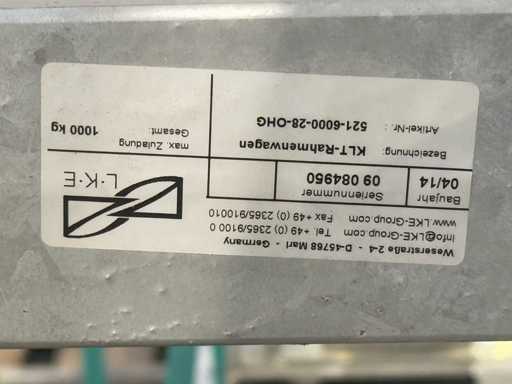 L·K·E
Weserstraße 2-4 - D-45768 Marl - Germany
info@LKE-Group.com Tel. +49 (0) 2365/9100 0
www.LKE-Group.com Fax +49 (0) 2365/910010
Baujahr Seriennummer
04/14 09 084950
Bezeichnung: KLT-Rahmenwagen
Artikel-Nr.: 521-6000-28-OHG
max. Zuladung
Gesamt: 1000 kg